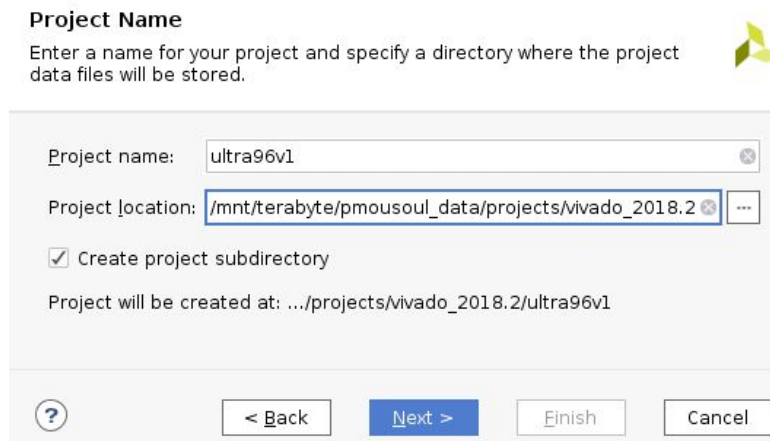 Project Name
Enter a name for your project and specify a directory where the project
data files will be stored.
Project name: ultra96v1
Project location: /mnt/terabyte/pmousoul_data/projects/vivado_2018.2 ...
Create project subdirectory
Project will be created at: .../projects/vivado_2018.2/ultra96v1
? < Back Next > Finish Cancel